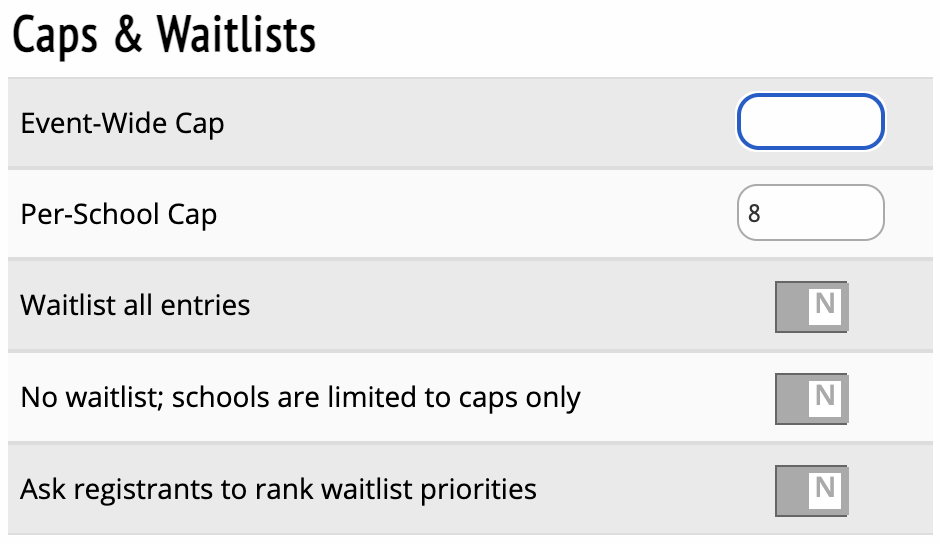 Caps & Waitlists
Event-Wide Cap
Per-School Cap 8
Waitlist all entries N
No waitlist; schools are limited to caps only N
Ask registrants to rank waitlist priorities N